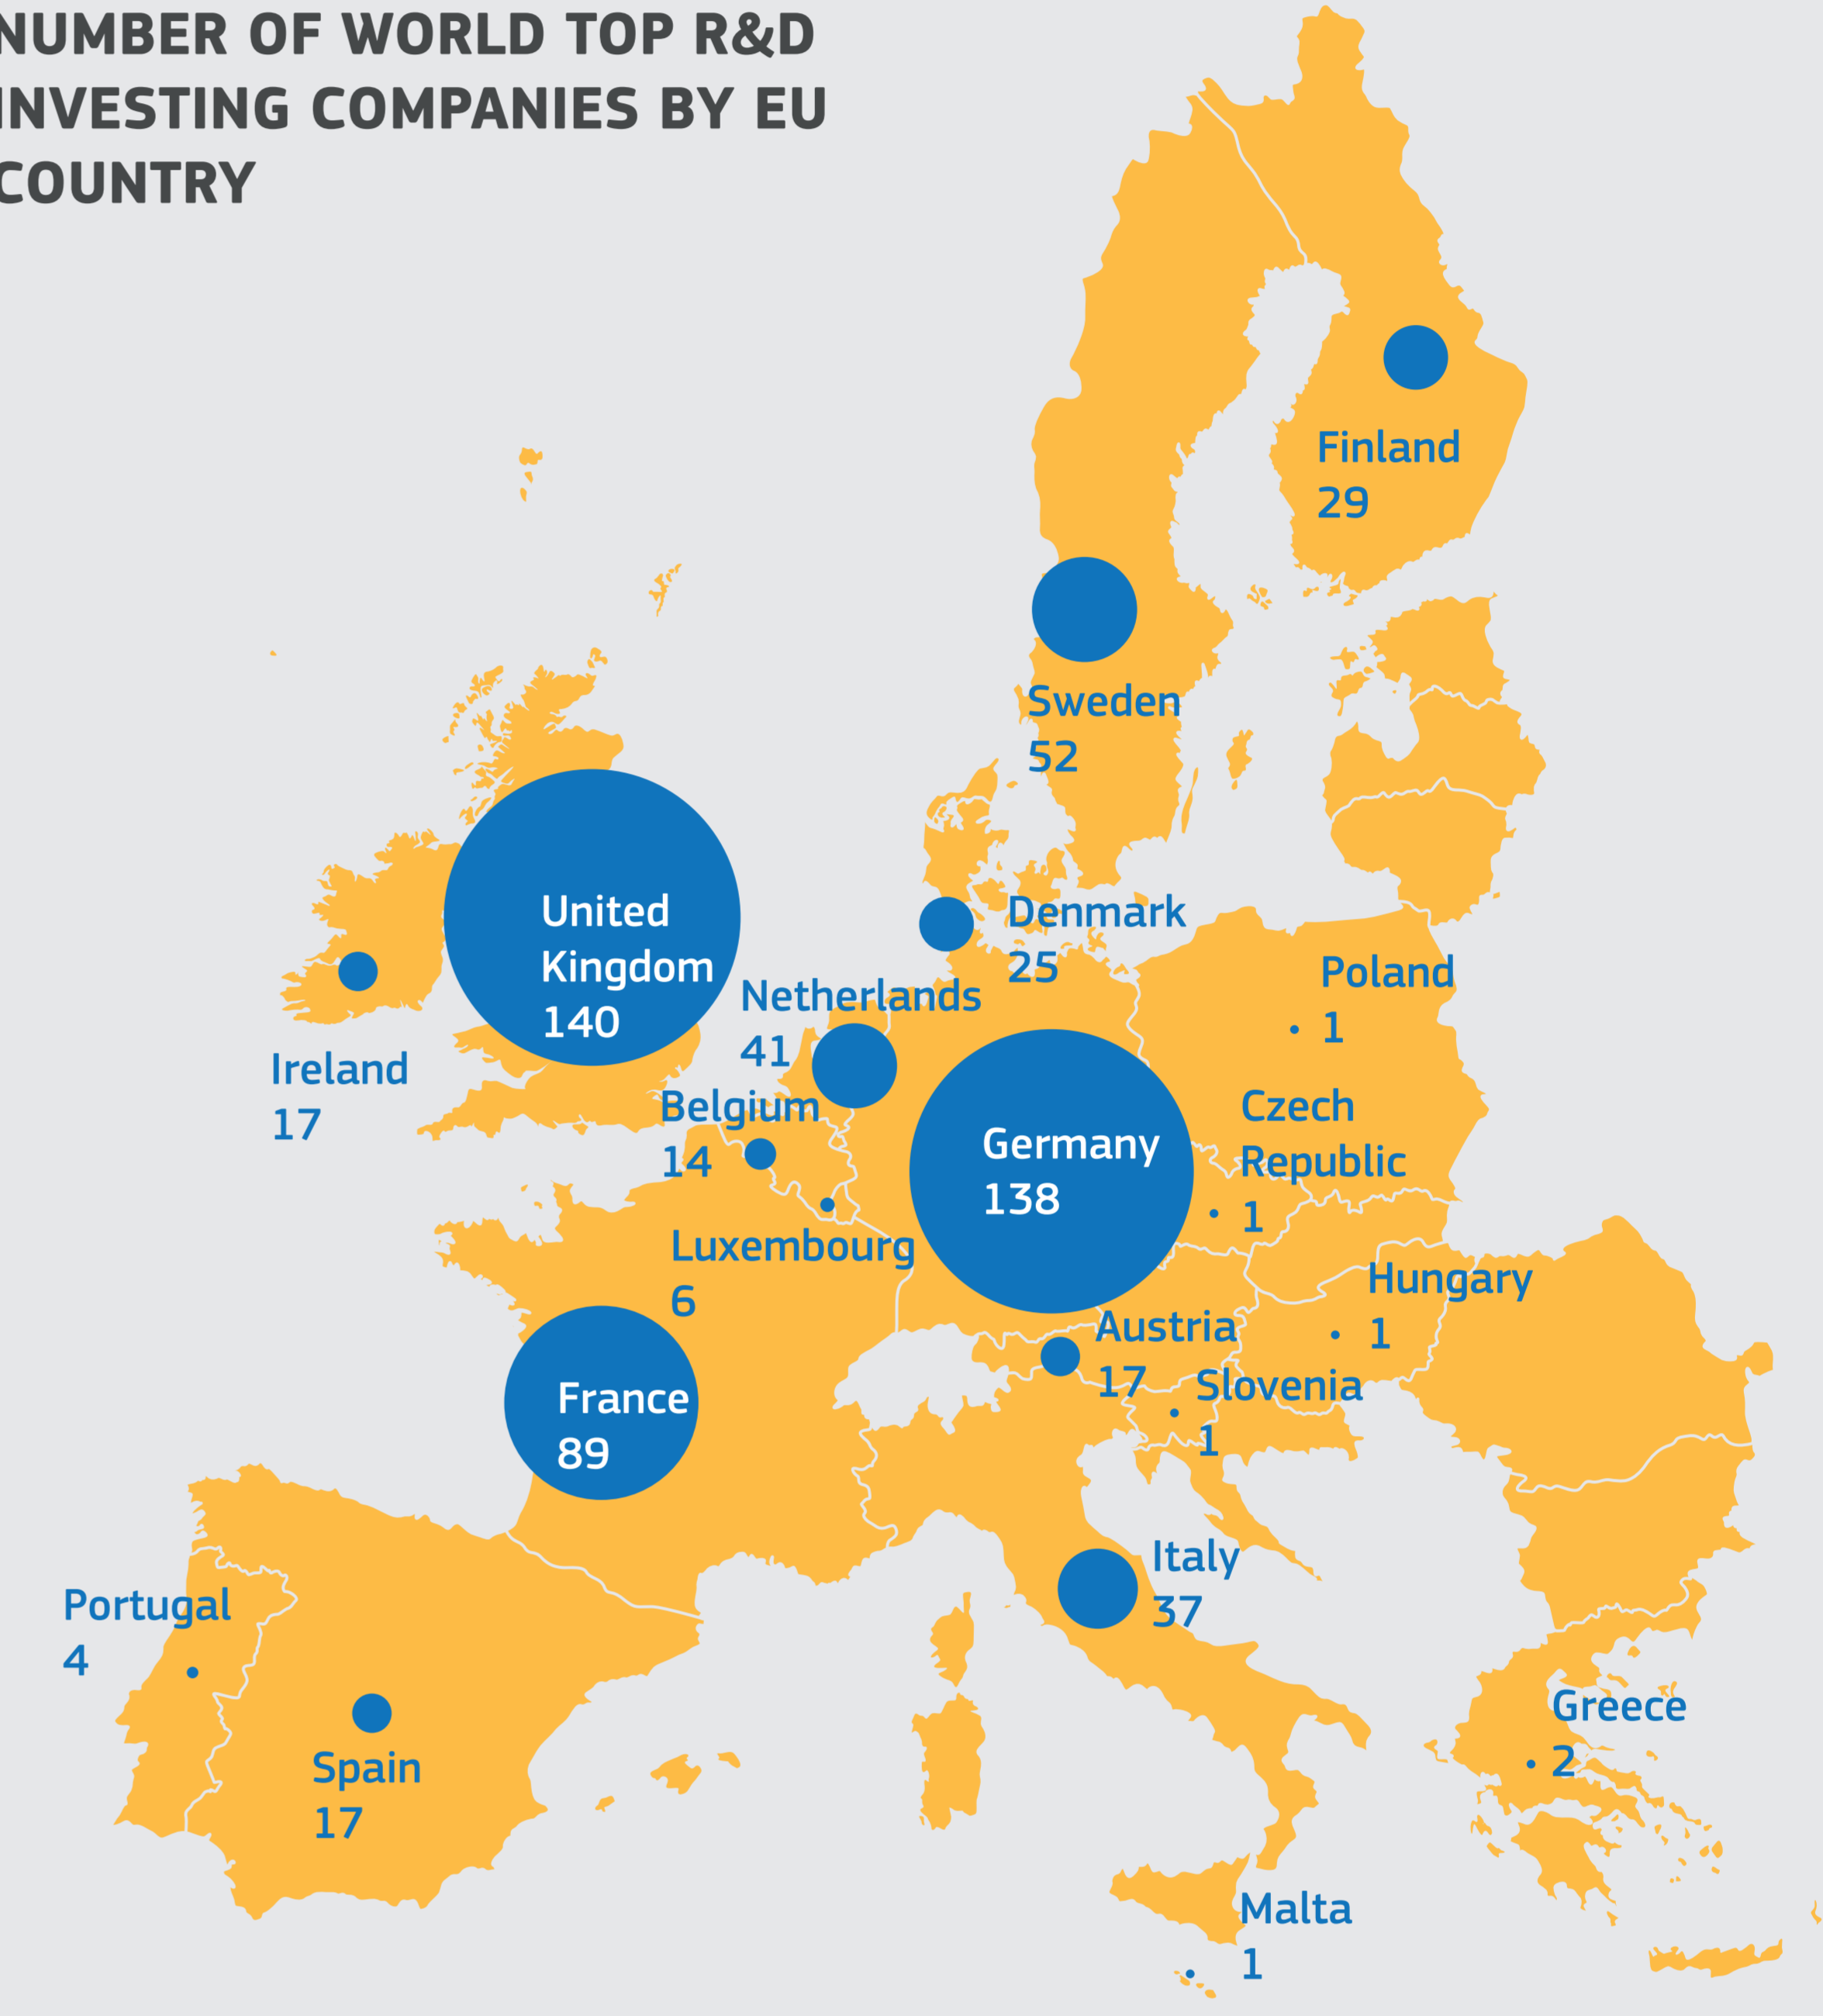 NUMBER OF WORLD TOP R&D
INVESTING COMPANIES BY EU
COUNTRY
Finland
29
Sweden
52
United
Kingdom
140
Denmark
25
Poland
1
Netherlands
41
Ireland
17
Belgium
14
Germany
138
Czech
Republic
1
Luxembourg
6
Hungary
1
Austria
17
Slovenia
1
France
89
Italy
37
Portugal
4
Greece
2
Spain
17
Malta
1